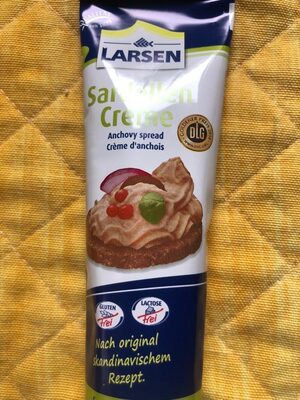 LARSEN
Sardellen
Creme
Anchovy spread
Crème d'anchois
DLG
GLUTEN
frei
LACTOSE
frei
Nach original
skandinavischem
Rezept.